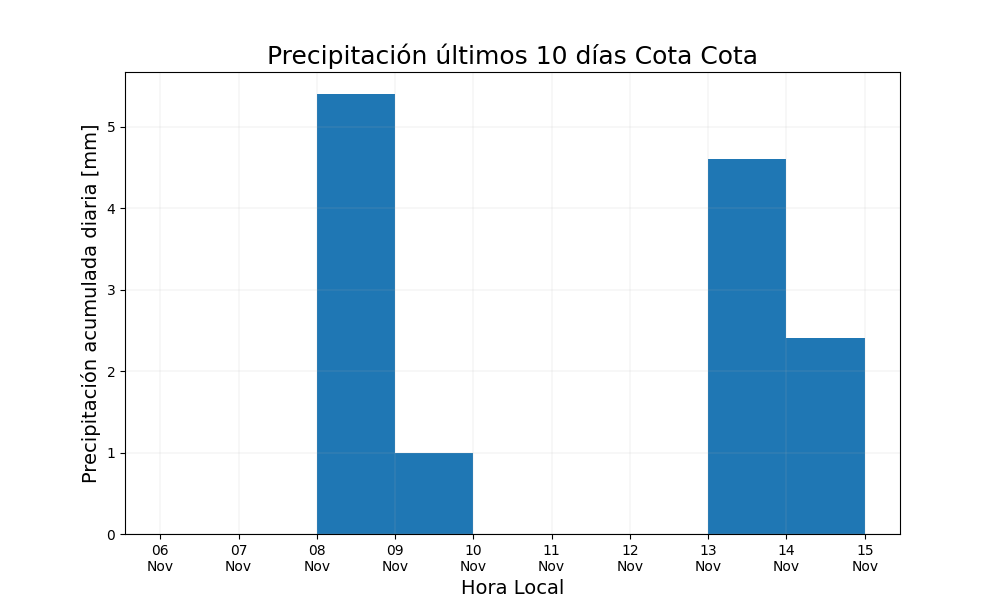 Precipitación últimos 10 días Cota Cota
Precipitación acumulada diaria [mm]
5
4
3
2
1
0
06 07 08 09 10 11 12 13 14 15
Nov Nov Nov Nov Nov Nov Nov Nov Nov Nov
Hora Local